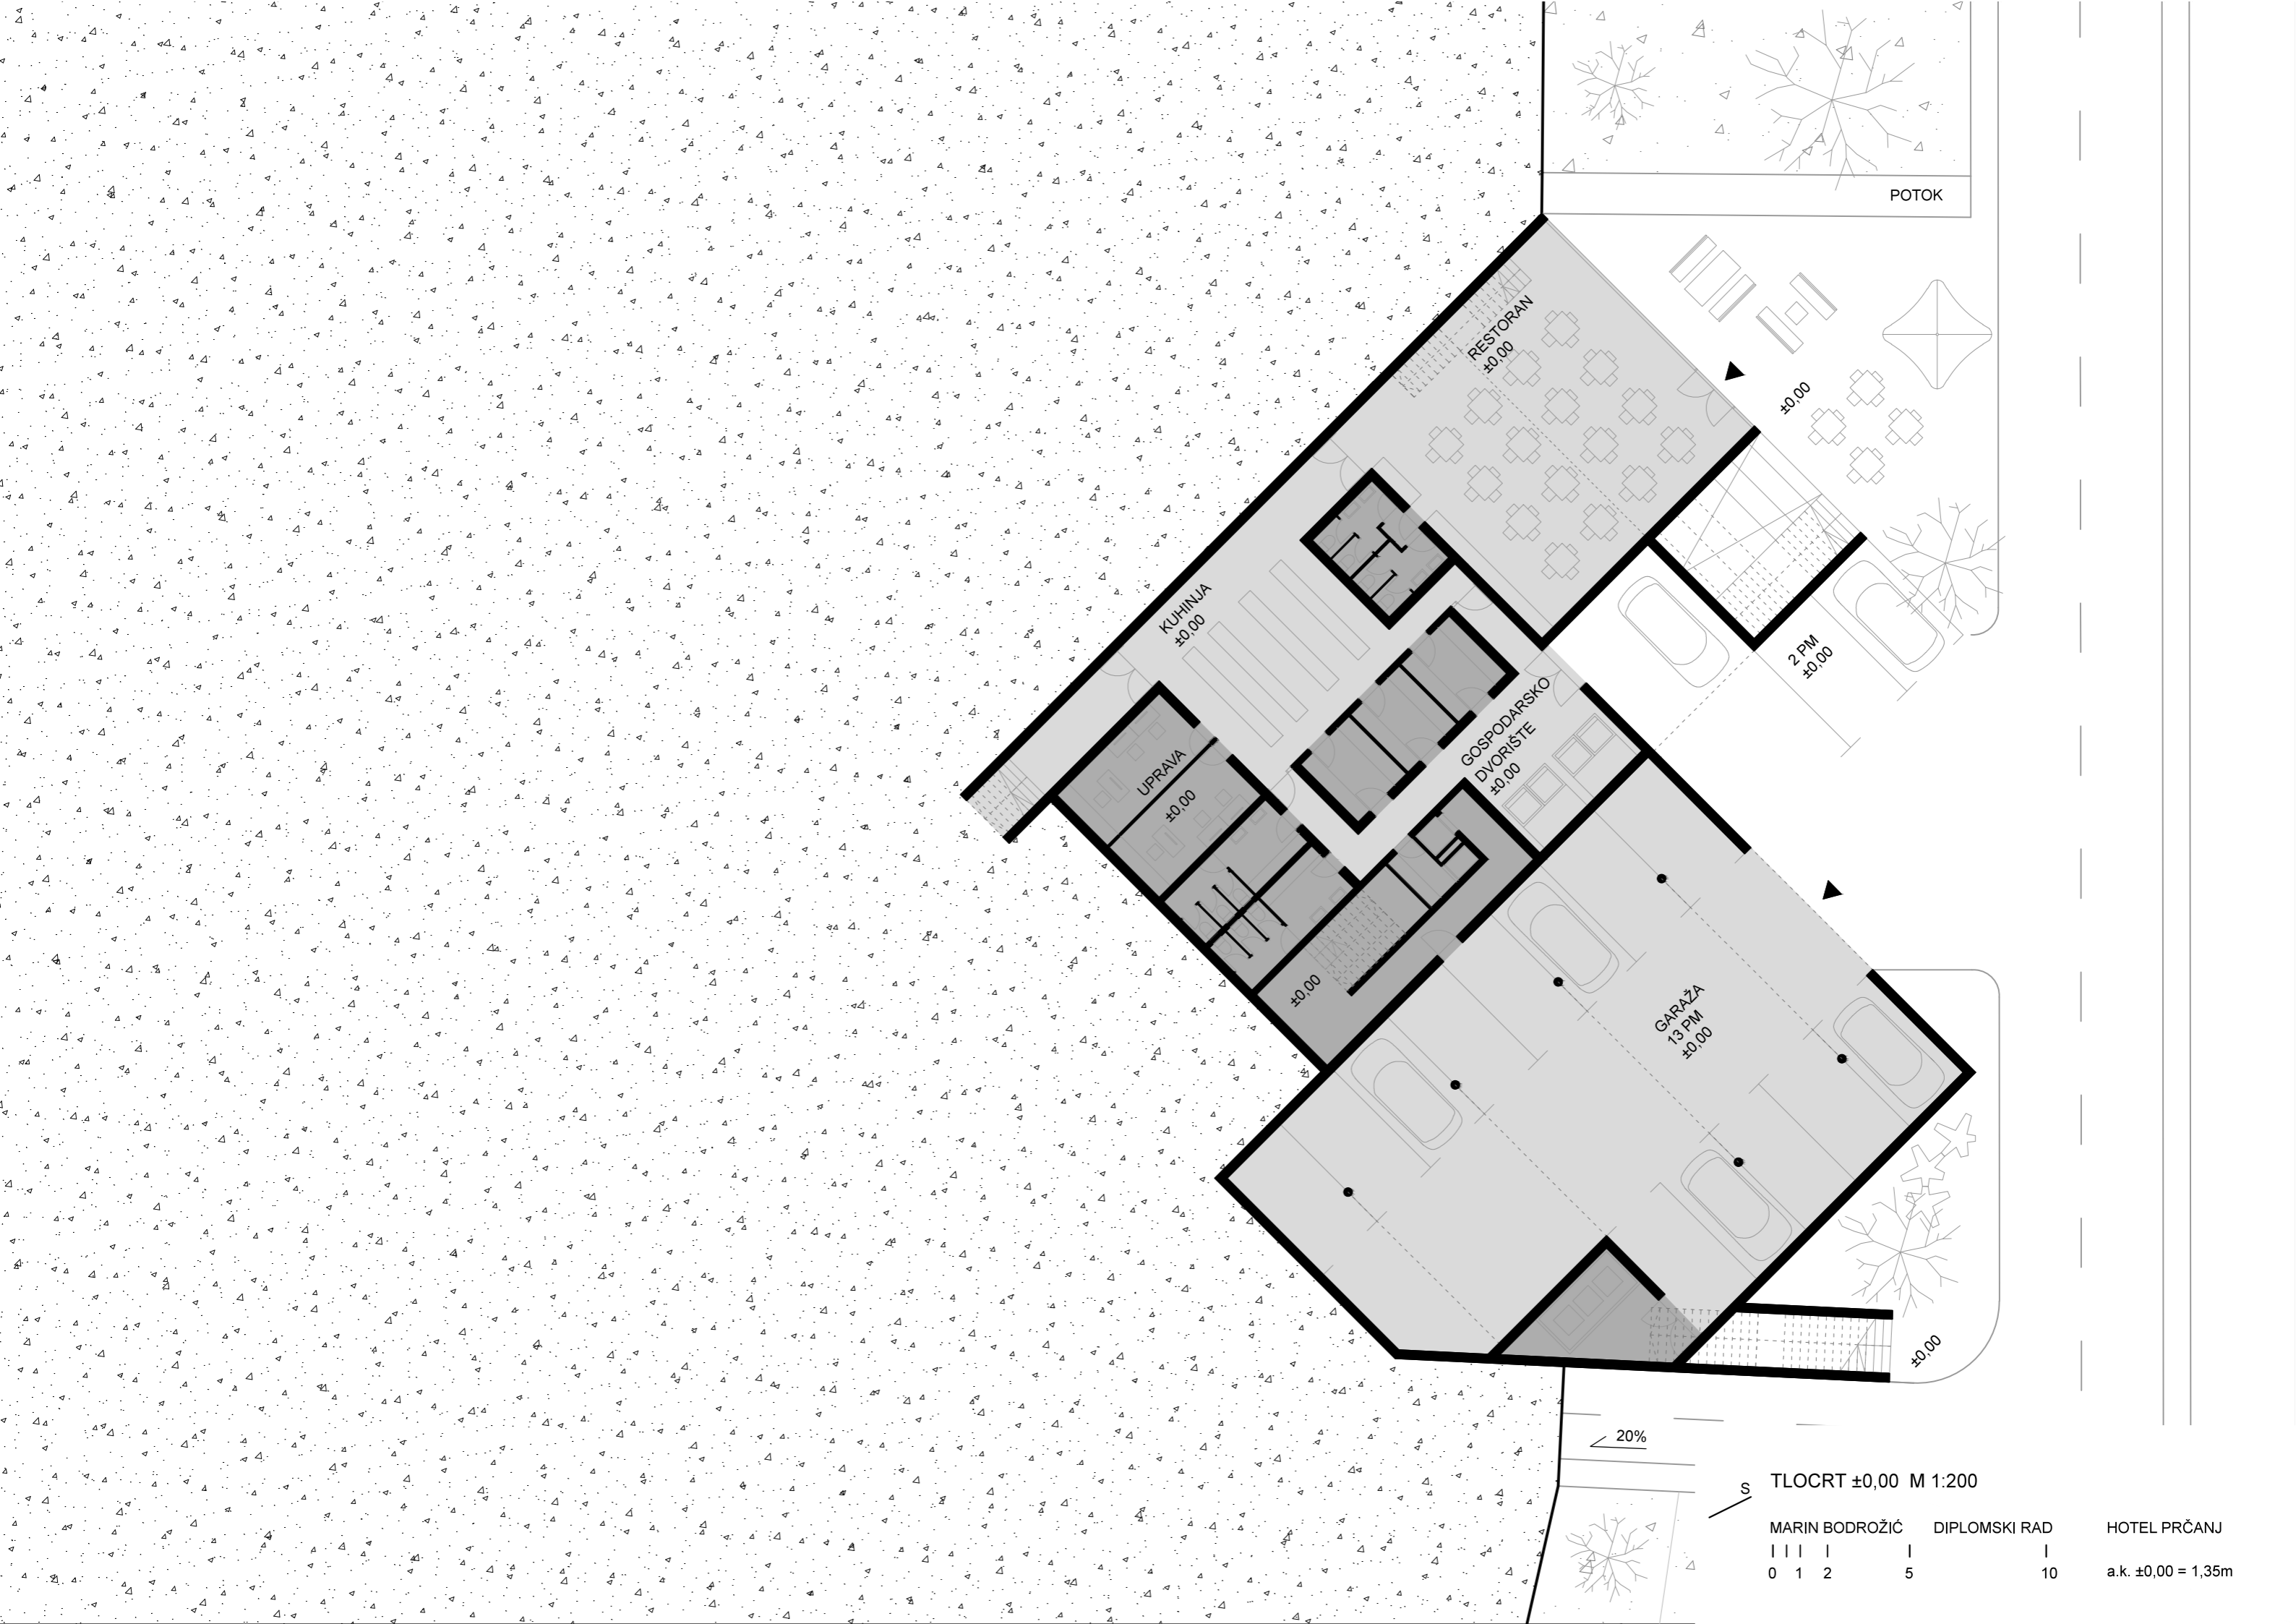 POTOK
RESTORAN
±0,00
±0,00
KUHINJA
±0,00
2 PM
±0,00
GOSPODARSKO
DVORIŠTE
±0,00
UPRAVA
±0,00
±0,00
GARAŽA
13 PM
±0,00
±0,00
20%
S
TLOCRT ±0,00 M 1:200
MARIN BODROŽIĆ DIPLOMSKI RAD HOTEL PRČANJ
0 1 2 5 10 a.k. ±0,00 = 1,35m